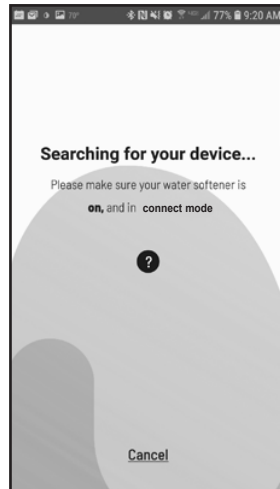 79° 77% 9:20 AM
Searching for your device...
Please make sure your water softener is
on, and in connect mode
?
Cancel